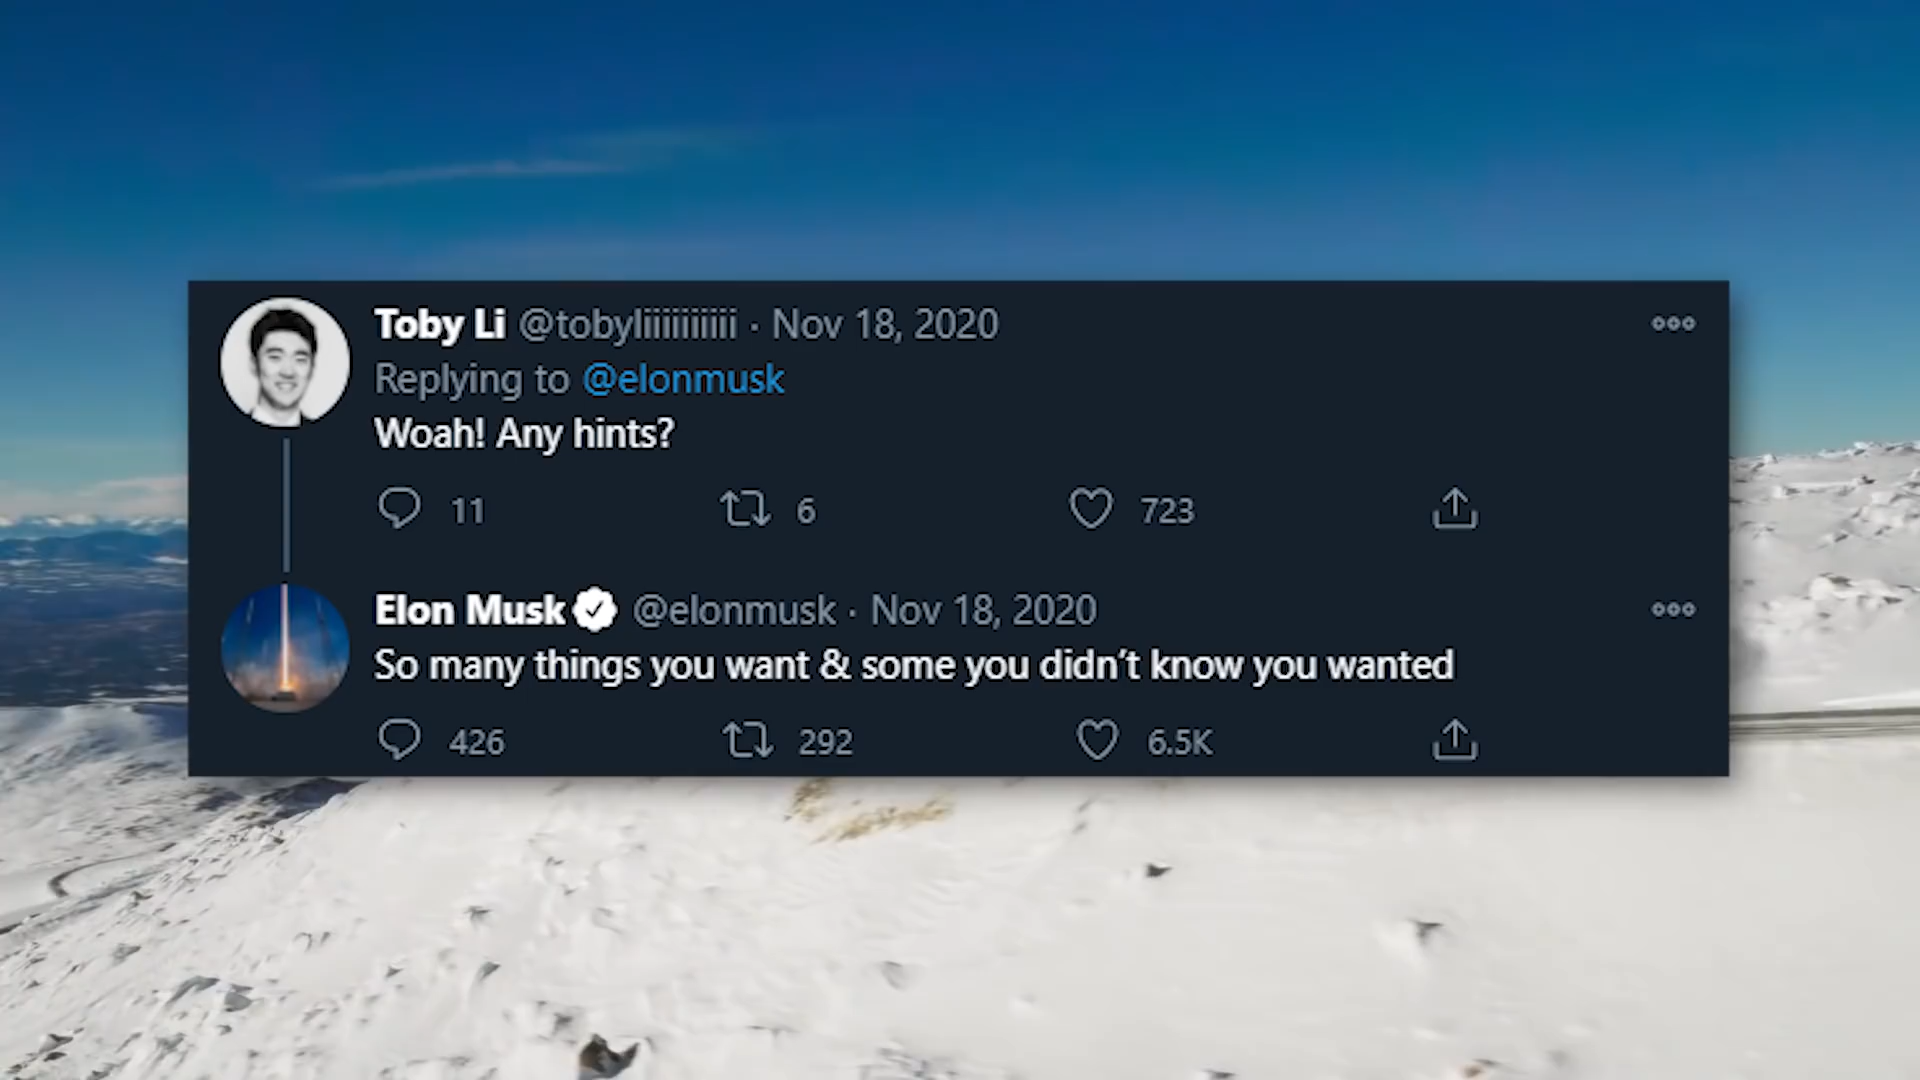 Toby Li @tobyliiiiiiiiiii · Nov 18, 2020
Replying to @elonmusk
Woah! Any hints?
11 6 723
Elon Musk @elonmusk · Nov 18, 2020
So many things you want & some you didn't know you wanted
426 292 6.5K